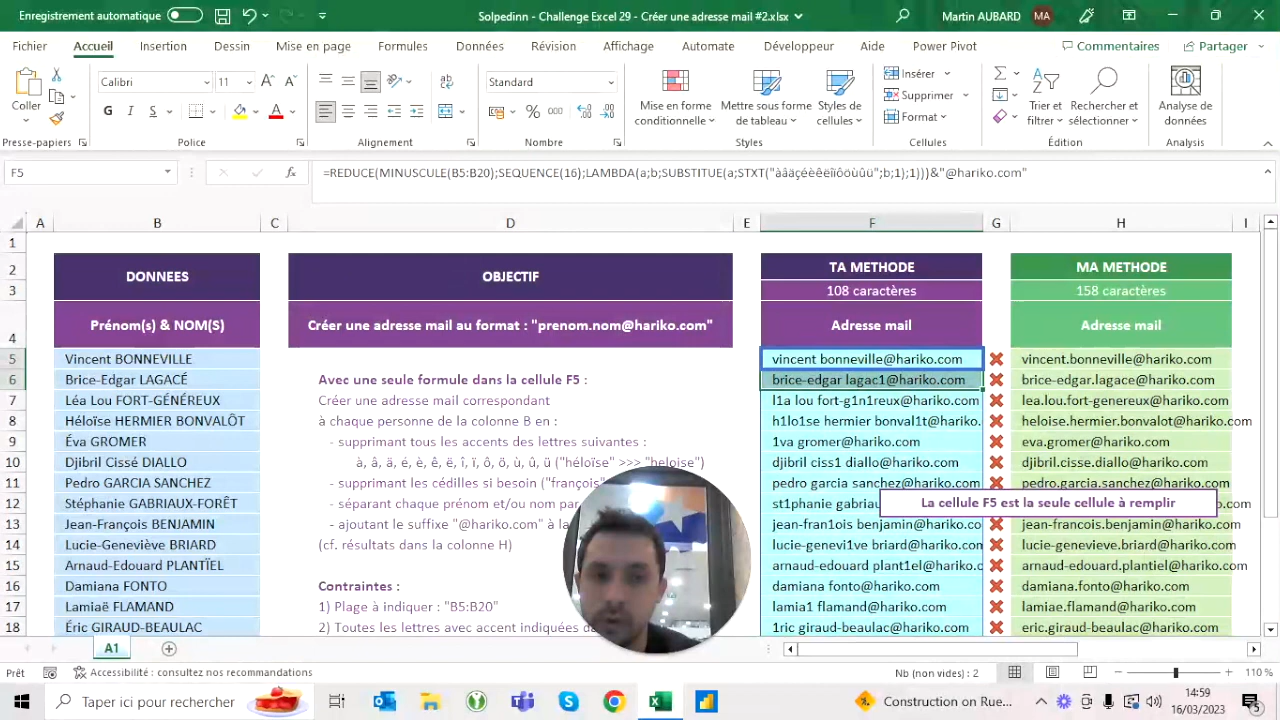 Enregistrement automatique
Solpedinn - Challenge Excel 29 - Créer une adresse mail #2.xlsx
Martin AUBARD MA
Fichier Accueil Insertion Dessin Mise en page Formules Données Révision Affichage Automate Développeur Aide Power Pivot Commentaires Partager
Coller
Calibri 11
G I S
Standard
Mise en forme conditionnelle
Mettre sous forme de tableau
Styles de cellules
Insérer
Supprimer
Format
Trier et filtrer
Rechercher et sélectionner
Analyse de données
Presse-papiers Police Alignement Nombre Styles Cellules Édition Analysis
F5
=REDUCE(MINUSCULE(B5:B20);SEQUENCE(16);LAMBDA(a;b;SUBSTITUE(a;STXT("àâäçéèêëîïôöùûü";b;1);1)))&"@hariko.com"
A B C D E F G H I
1
2 DONNEES OBJECTIF TA METHODE MA METHODE
3 108 caractères 158 caractères
4 Prénom(s) & NOM(S) Créer une adresse mail au format : "prenom.nom@hariko.com" Adresse mail Adresse mail
5 Vincent BONNEVILLE vincent bonneville@hariko.com vincent.bonneville@hariko.com
6 Brice-Edgar LAGACÉ Avec une seule formule dans la cellule F5 : brice-edgar lagac1@hariko.com brice-edgar.lagace@hariko.com
7 Léa Lou FORT-GÉNÉREUX Créer une adresse mail correspondant l1a lou fort-g1n1reux@hariko.com lea.lou.fort-genereux@hariko.com
8 Héloïse HERMIER BONVALÔT à chaque personne de la colonne B en : h1lo1se hermier bonval1t@hariko. heloise.hermier.bonvalot@hariko.com
9 Éva GROMER - supprimant tous les accents des lettres suivantes : 1va gromer@hariko.com eva.gromer@hariko.com
10 Djibril Cissé DIALLO à, â, ä, é, è, ê, ë, î, ï, ô, ö, ù, û, ü ("héloïse" >>> "heloise") djibril ciss1 diallo@hariko.com djibril.cisse.diallo@hariko.com
11 Pedro GARCIA SANCHEZ - supprimant les cédilles si besoin ("françois" pedro garcia sanchez@hariko.com pedro.garcia.sanchez@hariko.com
12 Stéphanie GABRIAUX-FORÊT - séparant chaque prénom et/ou nom par st1phanie gabriau La cellule F5 est la seule cellule à remplir
13 Jean-François BENJAMIN - ajoutant le suffixe "@hariko.com" à la jean-fran1ois benjamin@hariko.co jean-francois.benjamin@hariko.com
14 Lucie-Geneviève BRIARD (cf. résultats dans la colonne H) lucie-genevi1ve briard@hariko.com lucie-genevieve.briard@hariko.com
15 Arnaud-Edouard PLANTÏEL arnaud-edouard plant1el@hariko.c arnaud-edouard.plantiel@hariko.com
16 Damiana FONTO Contraintes : damiana fonto@hariko.com damiana.fonto@hariko.com
17 Lamiaë FLAMAND 1) Plage à indiquer : "B5:B20" lamia1 flamand@hariko.com lamiae.flamand@hariko.com
18 Éric GIRAUD-BEAULAC 2) Toutes les lettres avec accent indiquées 1ric giraud-beaulac@hariko.com eric.giraud-beaulac@hariko.com
A1
Prêt Accessibilité : consultez nos recommandations Nb (non vides) : 2 110 %
Taper ici pour rechercher
Construction on Rue...
14:59
16/03/2023
5